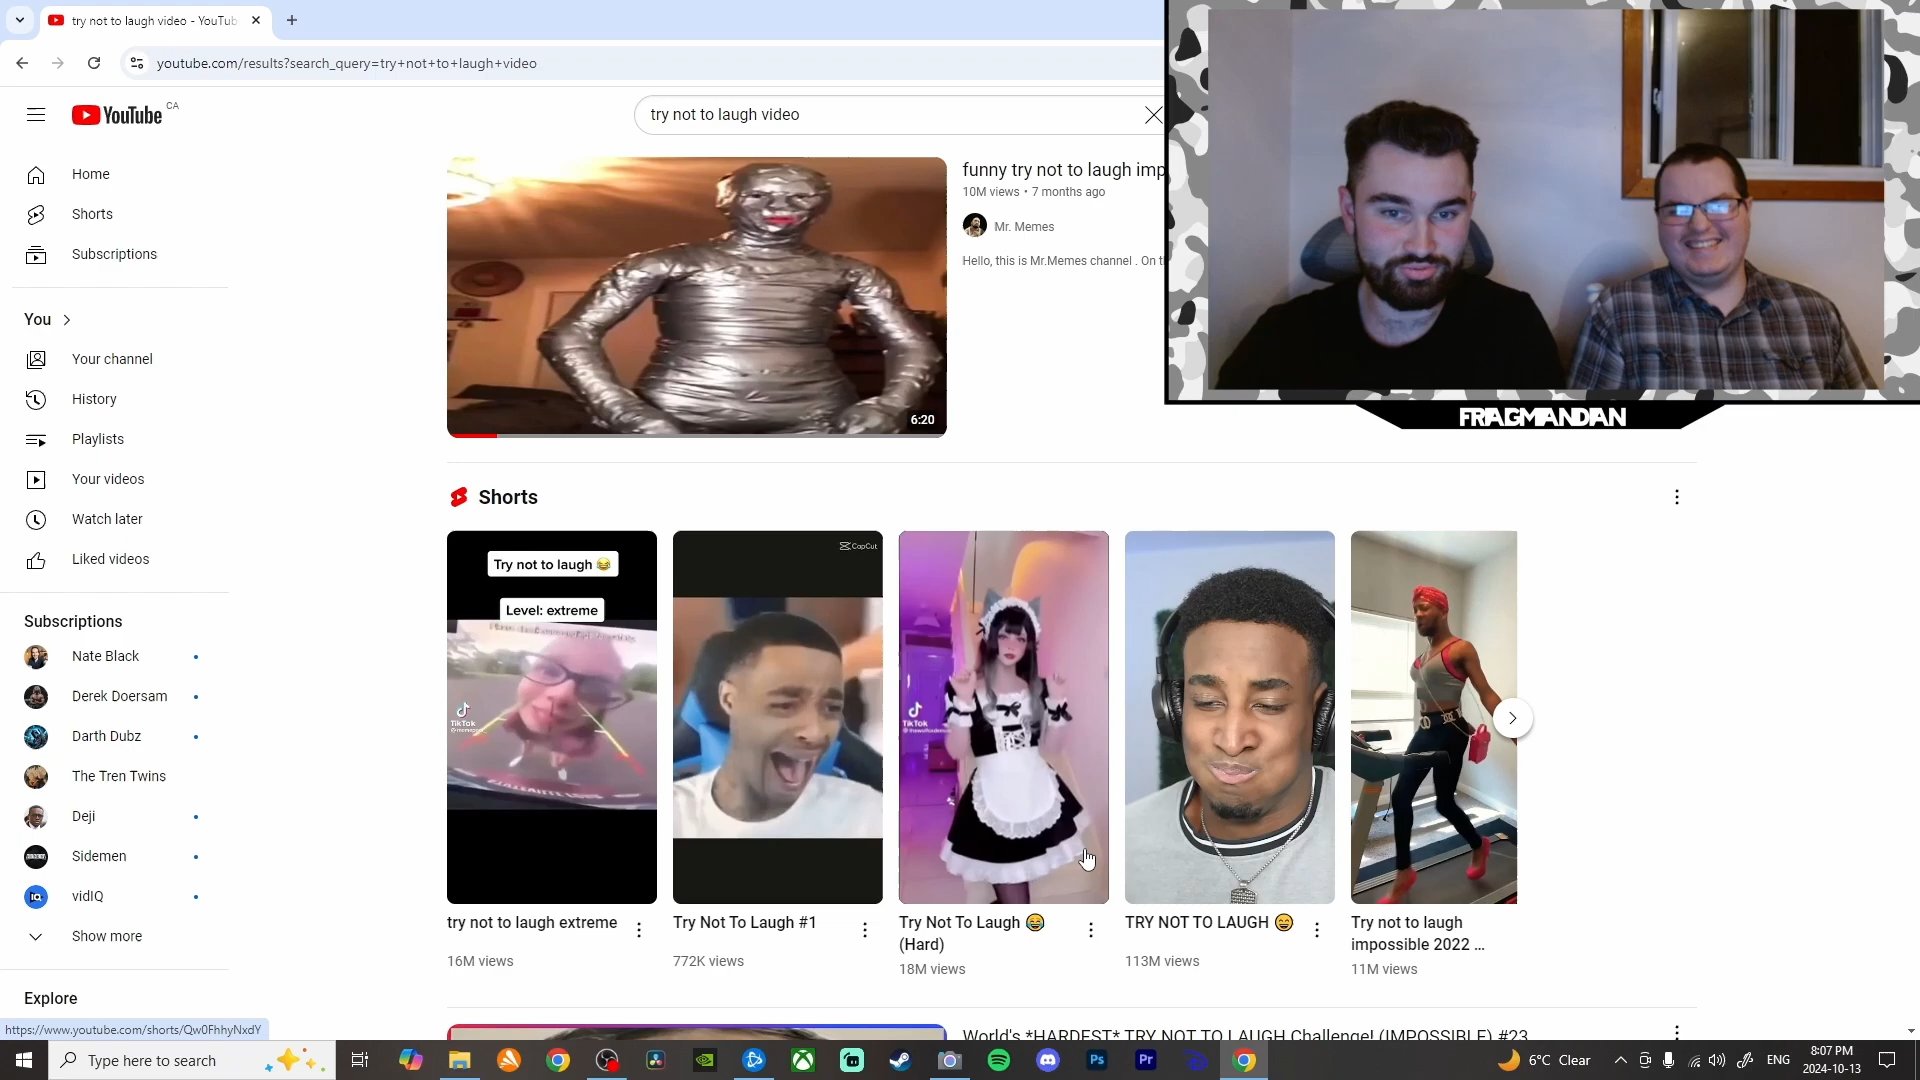 try not to laugh video - YouTub
youtube.com/results?search_query=try+not+to+laugh+video
YouTube CA
try not to laugh video
Home
Shorts
Subscriptions
You
Your channel
History
Playlists
Your videos
Watch later
Liked videos
Subscriptions
Nate Black
Derek Doersam
Darth Dubz
The Tren Twins
Deji
Sidemen
vidIQ
Show more
Explore
https://www.youtube.com/shorts/Qw0FhhyNxdY
6:20
funny try not to laugh imp
10M views • 7 months ago
Mr. Memes
Hello, this is Mr.Memes channel . On t
FRAGMANDAN
Shorts
Try not to laugh 😂
Level: extreme
TikTok
CapCut
TikTok
try not to laugh extreme
16M views
Try Not To Laugh #1
772K views
Try Not To Laugh 😂
(Hard)
18M views
TRY NOT TO LAUGH 😄
113M views
Try not to laugh
impossible 2022 ...
11M views
World's *HARDEST* TRY NOT TO LAUGH Challenge! (IMPOSSIBLE) #23
Type here to search
Ps
Pr
6°C Clear
ENG
8:07 PM
2024-10-13